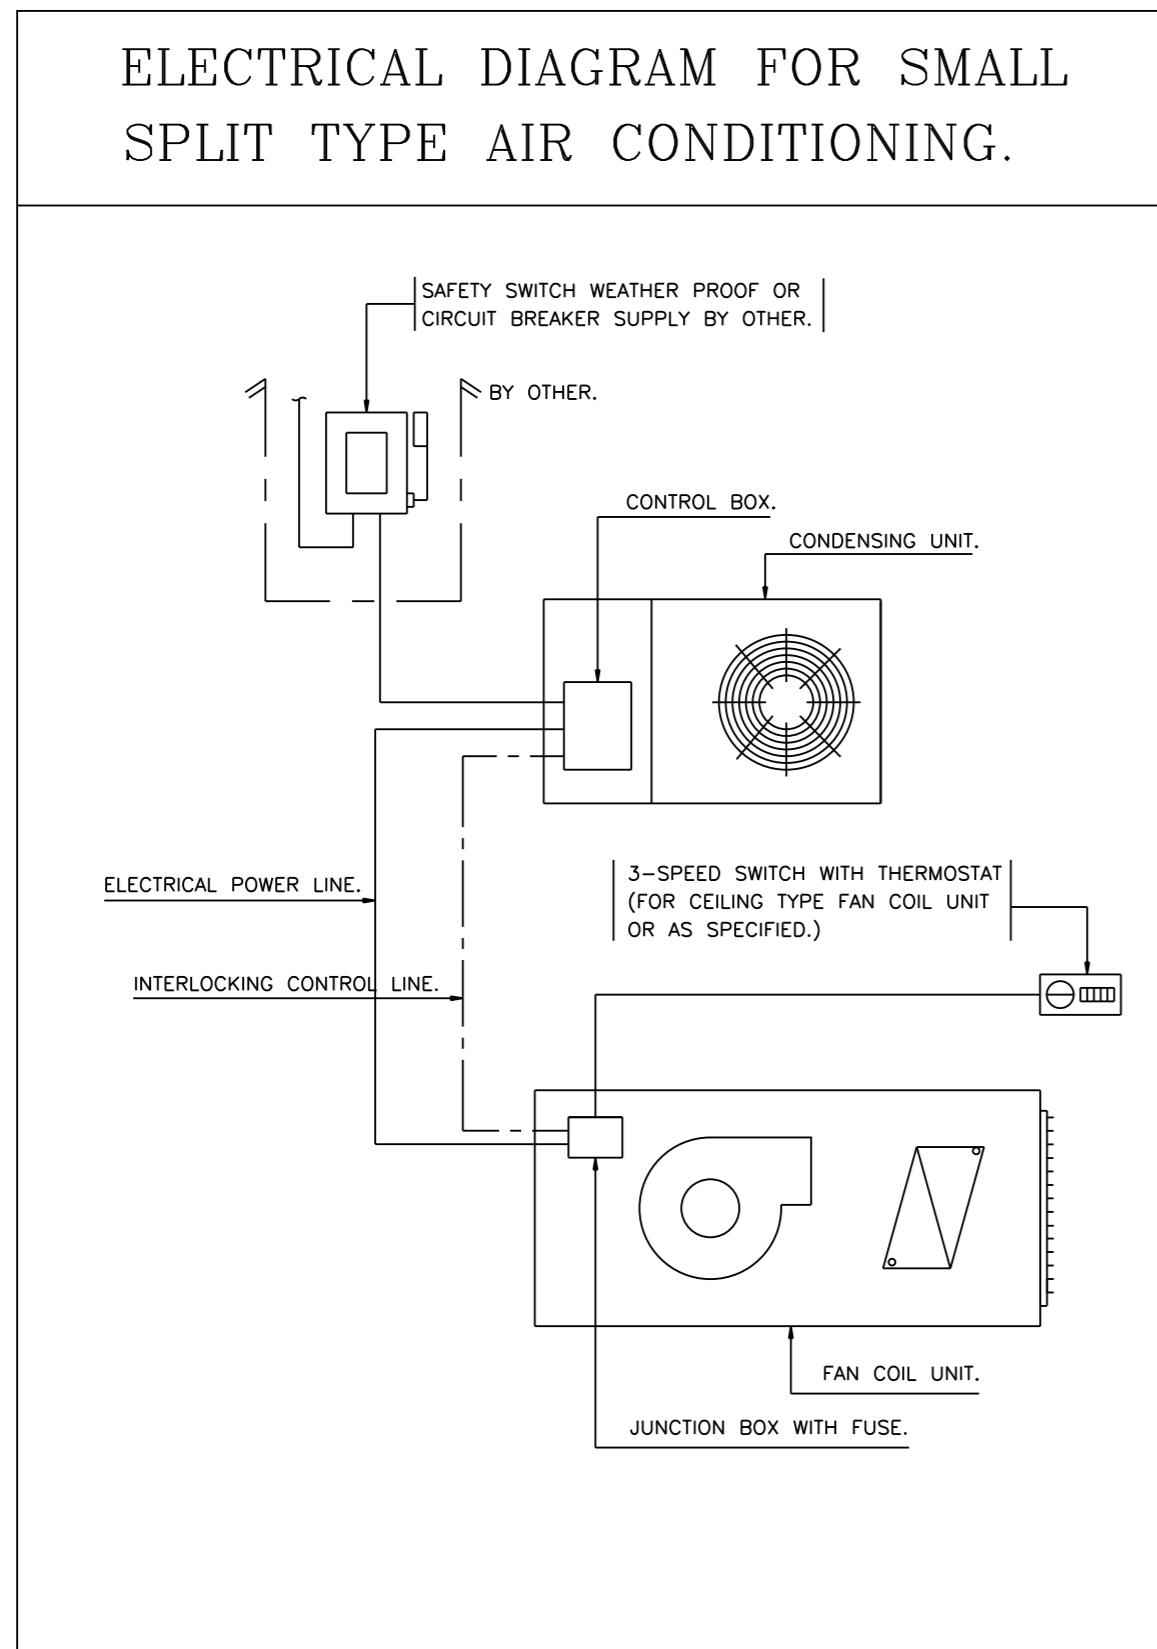 ELECTRICAL DIAGRAM FOR SMALL
SPLIT TYPE AIR CONDITIONING.
SAFETY SWITCH WEATHER PROOF OR
CIRCUIT BREAKER SUPPLY BY OTHER.
BY OTHER.
CONTROL BOX.
CONDENSING UNIT.
3-SPEED SWITCH WITH THERMOSTAT
(FOR CEILING TYPE FAN COIL UNIT
OR AS SPECIFIED.)
ELECTRICAL POWER LINE.
INTERLOCKING CONTROL LINE.
FAN COIL UNIT.
JUNCTION BOX WITH FUSE.